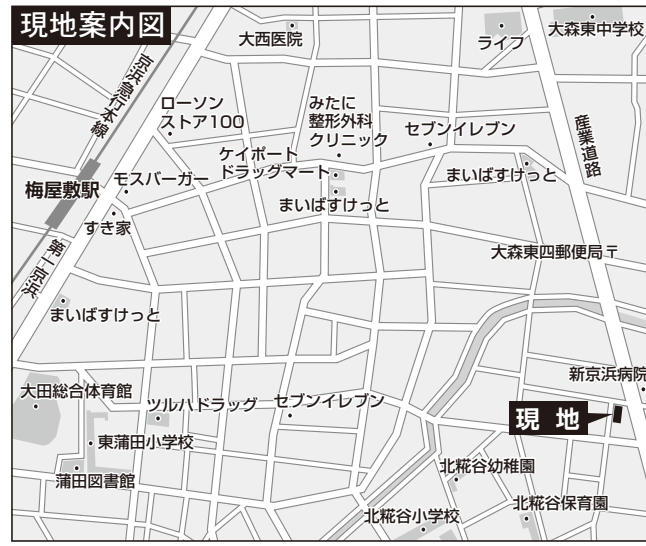 現地案内図
大西医院
ライフ
大森東中学校
京浜急行本線
ローソン
ストア100
みたに
整形外科
クリニック
セブンイレブン
産業道路
ケイポート
ドラッグマート
梅屋敷駅
モスバーガー
まいばすけっと
まいばすけっと
すき家
第一京浜
大森東四郵便局〒
まいばすけっと
新京浜病院
大田総合体育館
ツルハドラッグ
セブンイレブン
現地
東蒲田小学校
蒲田図書館
北糀谷幼稚園
北糀谷小学校
北糀谷保育園